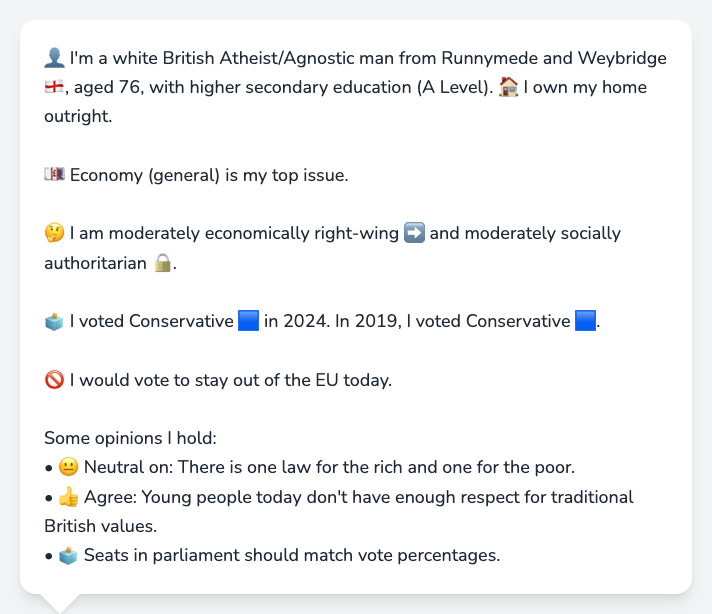 👤 I'm a white British Atheist/Agnostic man from Runnymede and Weybridge
🏴󠁧󠁢󠁥󠁮󠁧󠁿, aged 76, with higher secondary education (A Level). 🏠 I own my home
outright.
💷 Economy (general) is my top issue.
🤔 I am moderately economically right-wing ➡️ and moderately socially
authoritarian 🔒.
🗳️ I voted Conservative 🟦 in 2024. In 2019, I voted Conservative 🟦.
🚫 I would vote to stay out of the EU today.
Some opinions I hold:
• 😐 Neutral on: There is one law for the rich and one for the poor.
• 👍 Agree: Young people today don't have enough respect for traditional
British values.
• 🗳️ Seats in parliament should match vote percentages.